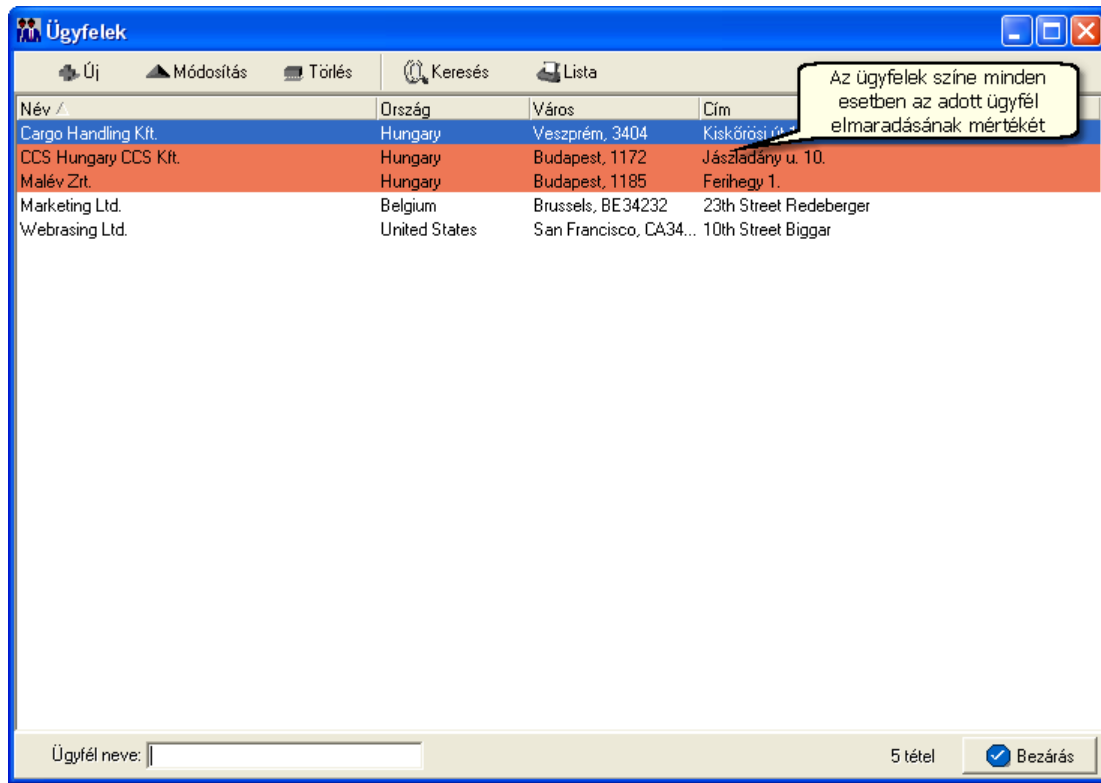 Ügyfelek
Új Módosítás Törlés Keresés Lista
Az ügyfelek színe minden
esetben az adott ügyfél
elmaradásának mértékét
Név Ország Város Cím
Cargo Handling Kft. Hungary Veszprém, 3404 Kiskőrösi út
CCS Hungary CCS Kft. Hungary Budapest, 1172 Jászladány u. 10.
Malév Zrt. Hungary Budapest, 1185 Ferihegy 1.
Marketing Ltd. Belgium Brussels, BE34232 23th Street Redeberger
Webrasing Ltd. United States San Francisco, CA34... 10th Street Biggar
Ügyfél neve: 5 tétel Bezárás